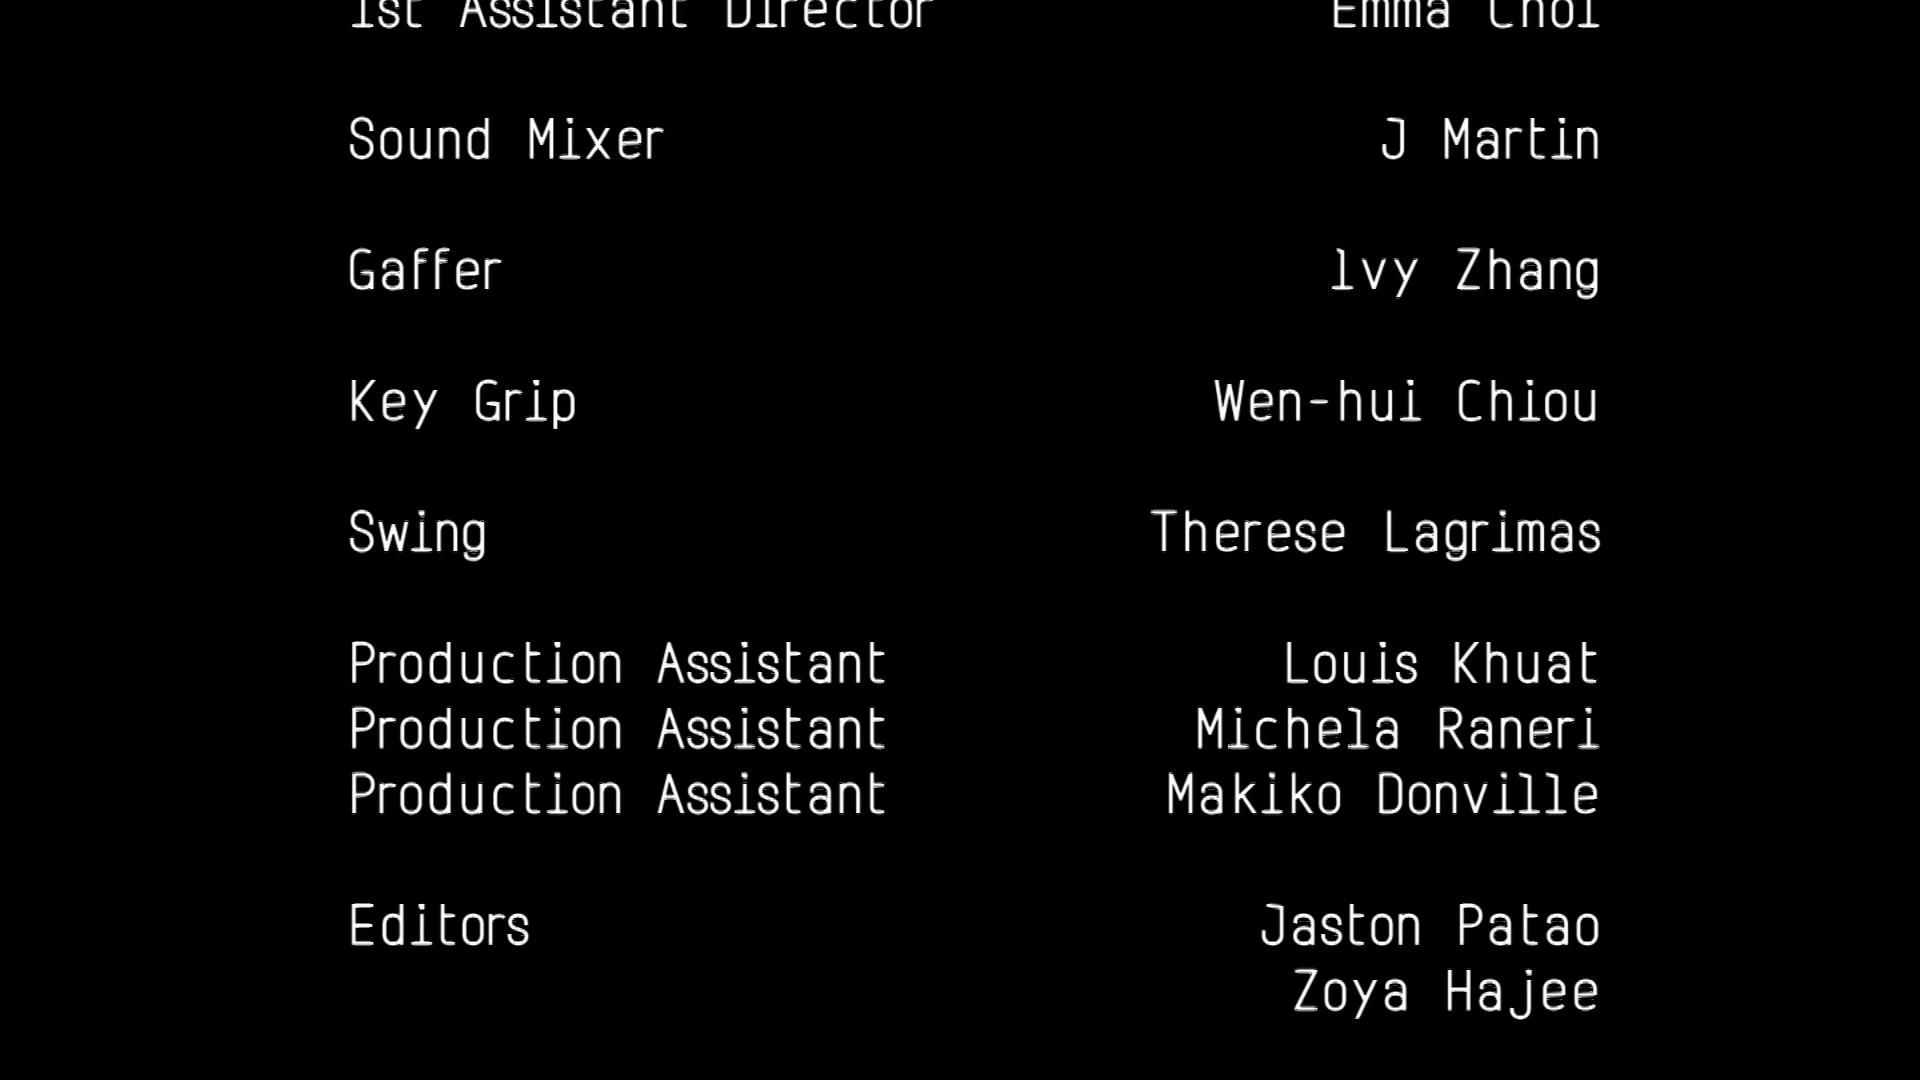 1st Assistant Director Emma Choi
Sound Mixer J Martin
Gaffer lvy Zhang
Key Grip Wen-hui Chiou
Swing Therese Lagrimas
Production Assistant Louis Khuat
Production Assistant Michela Raneri
Production Assistant Makiko Donville
Editors Jaston Patao
Zoya Hajee